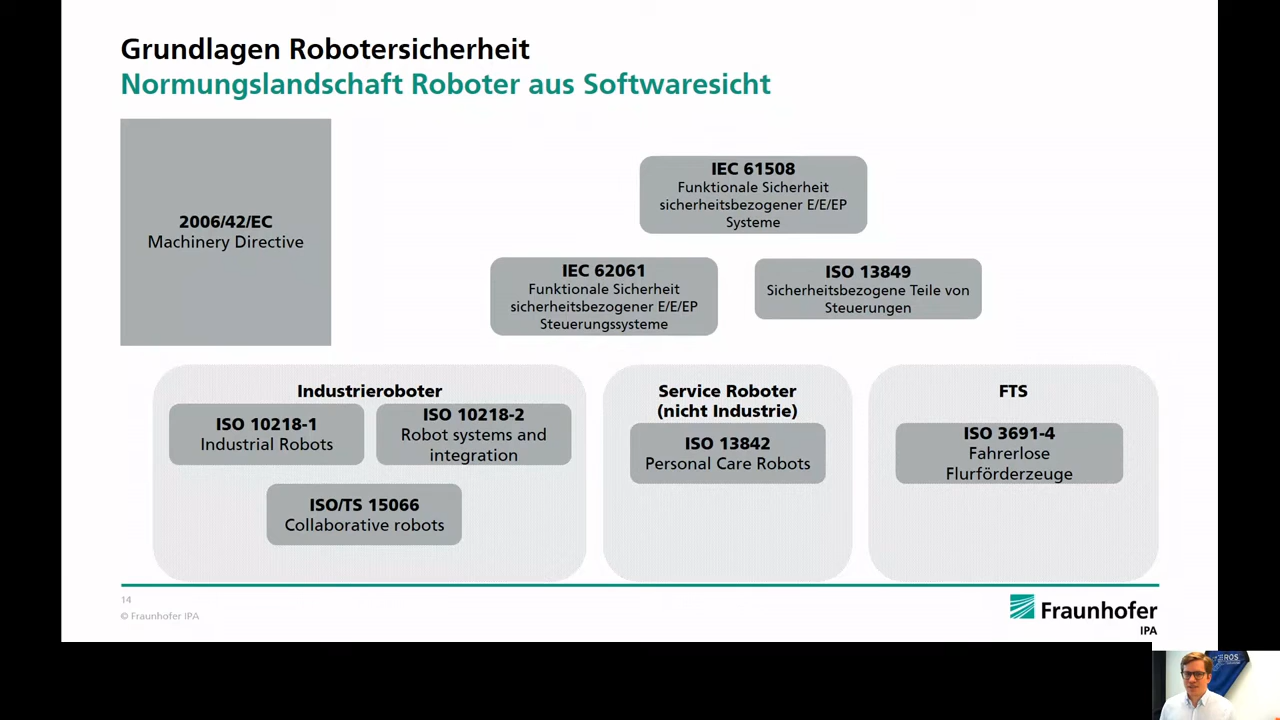 Grundlagen Robotersicherheit
Normungslandschaft Roboter aus Softwaresicht
2006/42/EC
Machinery Directive
IEC 61508
Funktionale Sicherheit
sicherheitsbezogener E/E/EP
Systeme
IEC 62061
Funktionale Sicherheit
sicherheitsbezogener E/E/EP
Steuerungssysteme
ISO 13849
Sicherheitsbezogene Teile von
Steuerungen
Industrieroboter
ISO 10218-1
Industrial Robots
ISO 10218-2
Robot systems and
integration
ISO/TS 15066
Collaborative robots
Service Roboter
(nicht Industrie)
ISO 13842
Personal Care Robots
FTS
ISO 3691-4
Fahrerlose
Flurförderzeuge
14
© Fraunhofer IPA
Fraunhofer
IPA
ROS